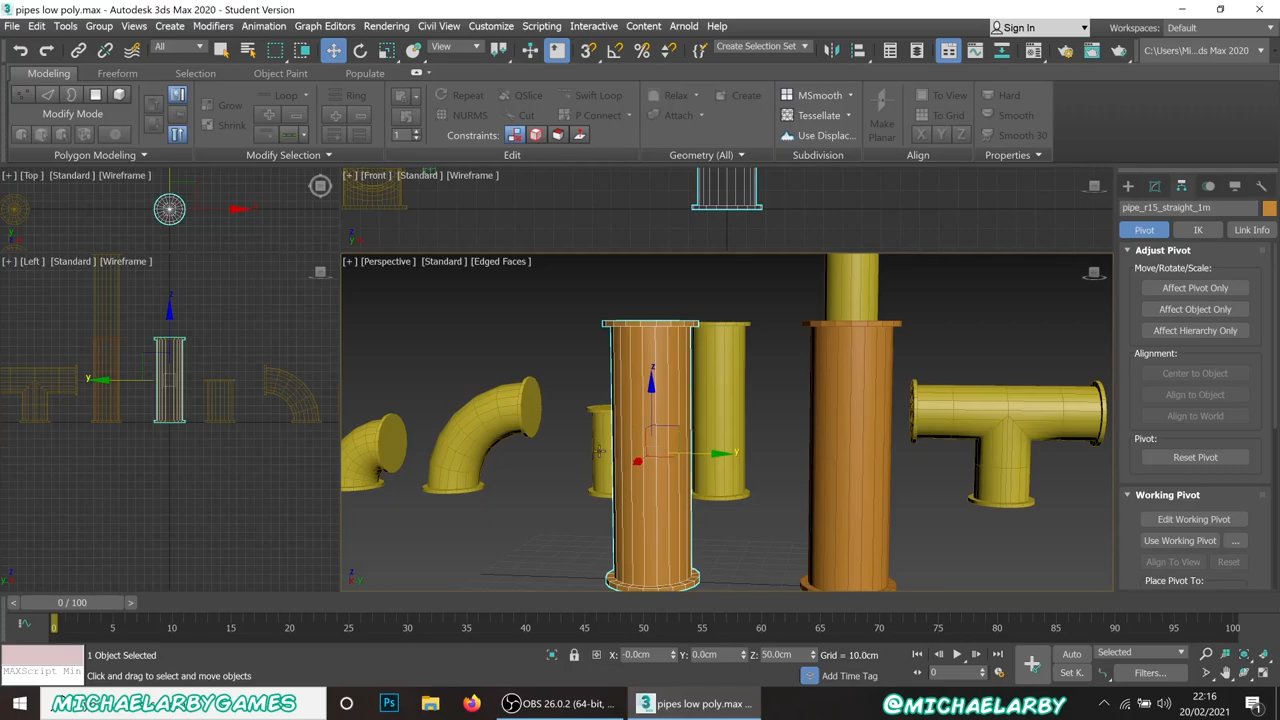 pipes low poly.max - Autodesk 3ds Max 2020 - Student Version
File Edit Tools Group Views Create Modifiers Animation Graph Editors Rendering Civil View Customize Scripting Interactive Content Arnold Help
Sign In
Workspaces: Default
All
View
Create Selection Set
C:\Users\Mi...ds Max 2020
Modeling Freeform Selection Object Paint Populate
Modify Mode
Grow
Shrink
Loop
Ring
1
Repeat QSlice Swift Loop
NURMS Cut P Connect
Constraints:
Relax Create
Attach
MSmooth
Tessellate
Use Displac...
Make
Planar
To View
To Grid
X Y Z
Hard
Smooth
Smooth 30
Polygon Modeling Modify Selection Edit Geometry (All) Subdivision Align Properties
[+] [Top] [Standard] [Wireframe]
[+] [Front] [Standard] [Wireframe]
[+] [Left] [Standard] [Wireframe]
[+] [Perspective] [Standard] [Edged Faces]
z
y
z
y
pipe_r15_straight_1m
Pivot IK Link Info
Adjust Pivot
Move/Rotate/Scale:
Affect Pivot Only
Affect Object Only
Affect Hierarchy Only
Alignment:
Center to Object
Align to Object
Align to World
Pivot:
Reset Pivot
Working Pivot
Edit Working Pivot
Use Working Pivot ...
Align To View Reset
Place Pivot To:
0 / 100
0 5 10 15 20 25 30 35 40 45 50 55 60 65 70 75 80 85 90 95 100
1 Object Selected
X: -0.0cm Y: 0.0cm Z: 50.0cm Grid = 10.0cm
Auto Selected
MAXScript Min
Click and drag to select and move objects
Add Time Tag
0
Set K. Filters...
MICHAELARBYGAMES
Ps
OBS 26.0.2 (64-bit, ...
3
pipes low poly.max ...
@MICHAELARBY
22:16
20/02/2021